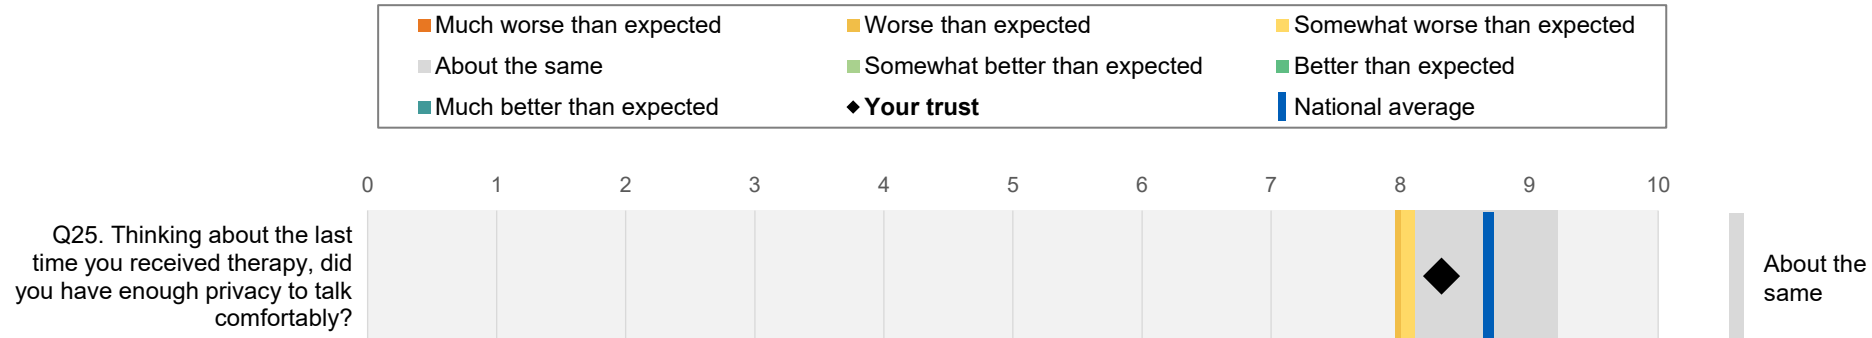 Much worse than expected
Worse than expected
Somewhat worse than expected
About the same
Somewhat better than expected
Better than expected
Much better than expected
Your trust
National average
0 1 2 3 4 5 6 7 8 9 10
Q25. Thinking about the last
time you received therapy, did
you have enough privacy to talk
comfortably?
About the
same